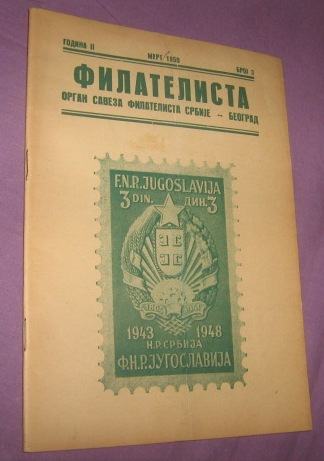 ГОДИНА II МАРТ 1950 БРОЈ 3
ФИЛАТЕЛИСТА
ОРГАН САВЕЗА ФИЛАТЕЛИСТА СРБИЈЕ — БЕОГРАД
F.N.R. JUGOSLAVIJA
3 DIN. ДИН. 3
1943 1948
Н.Р. СРБИЈА
Ф.Н.Р. ЈУГОСЛАВИЈА